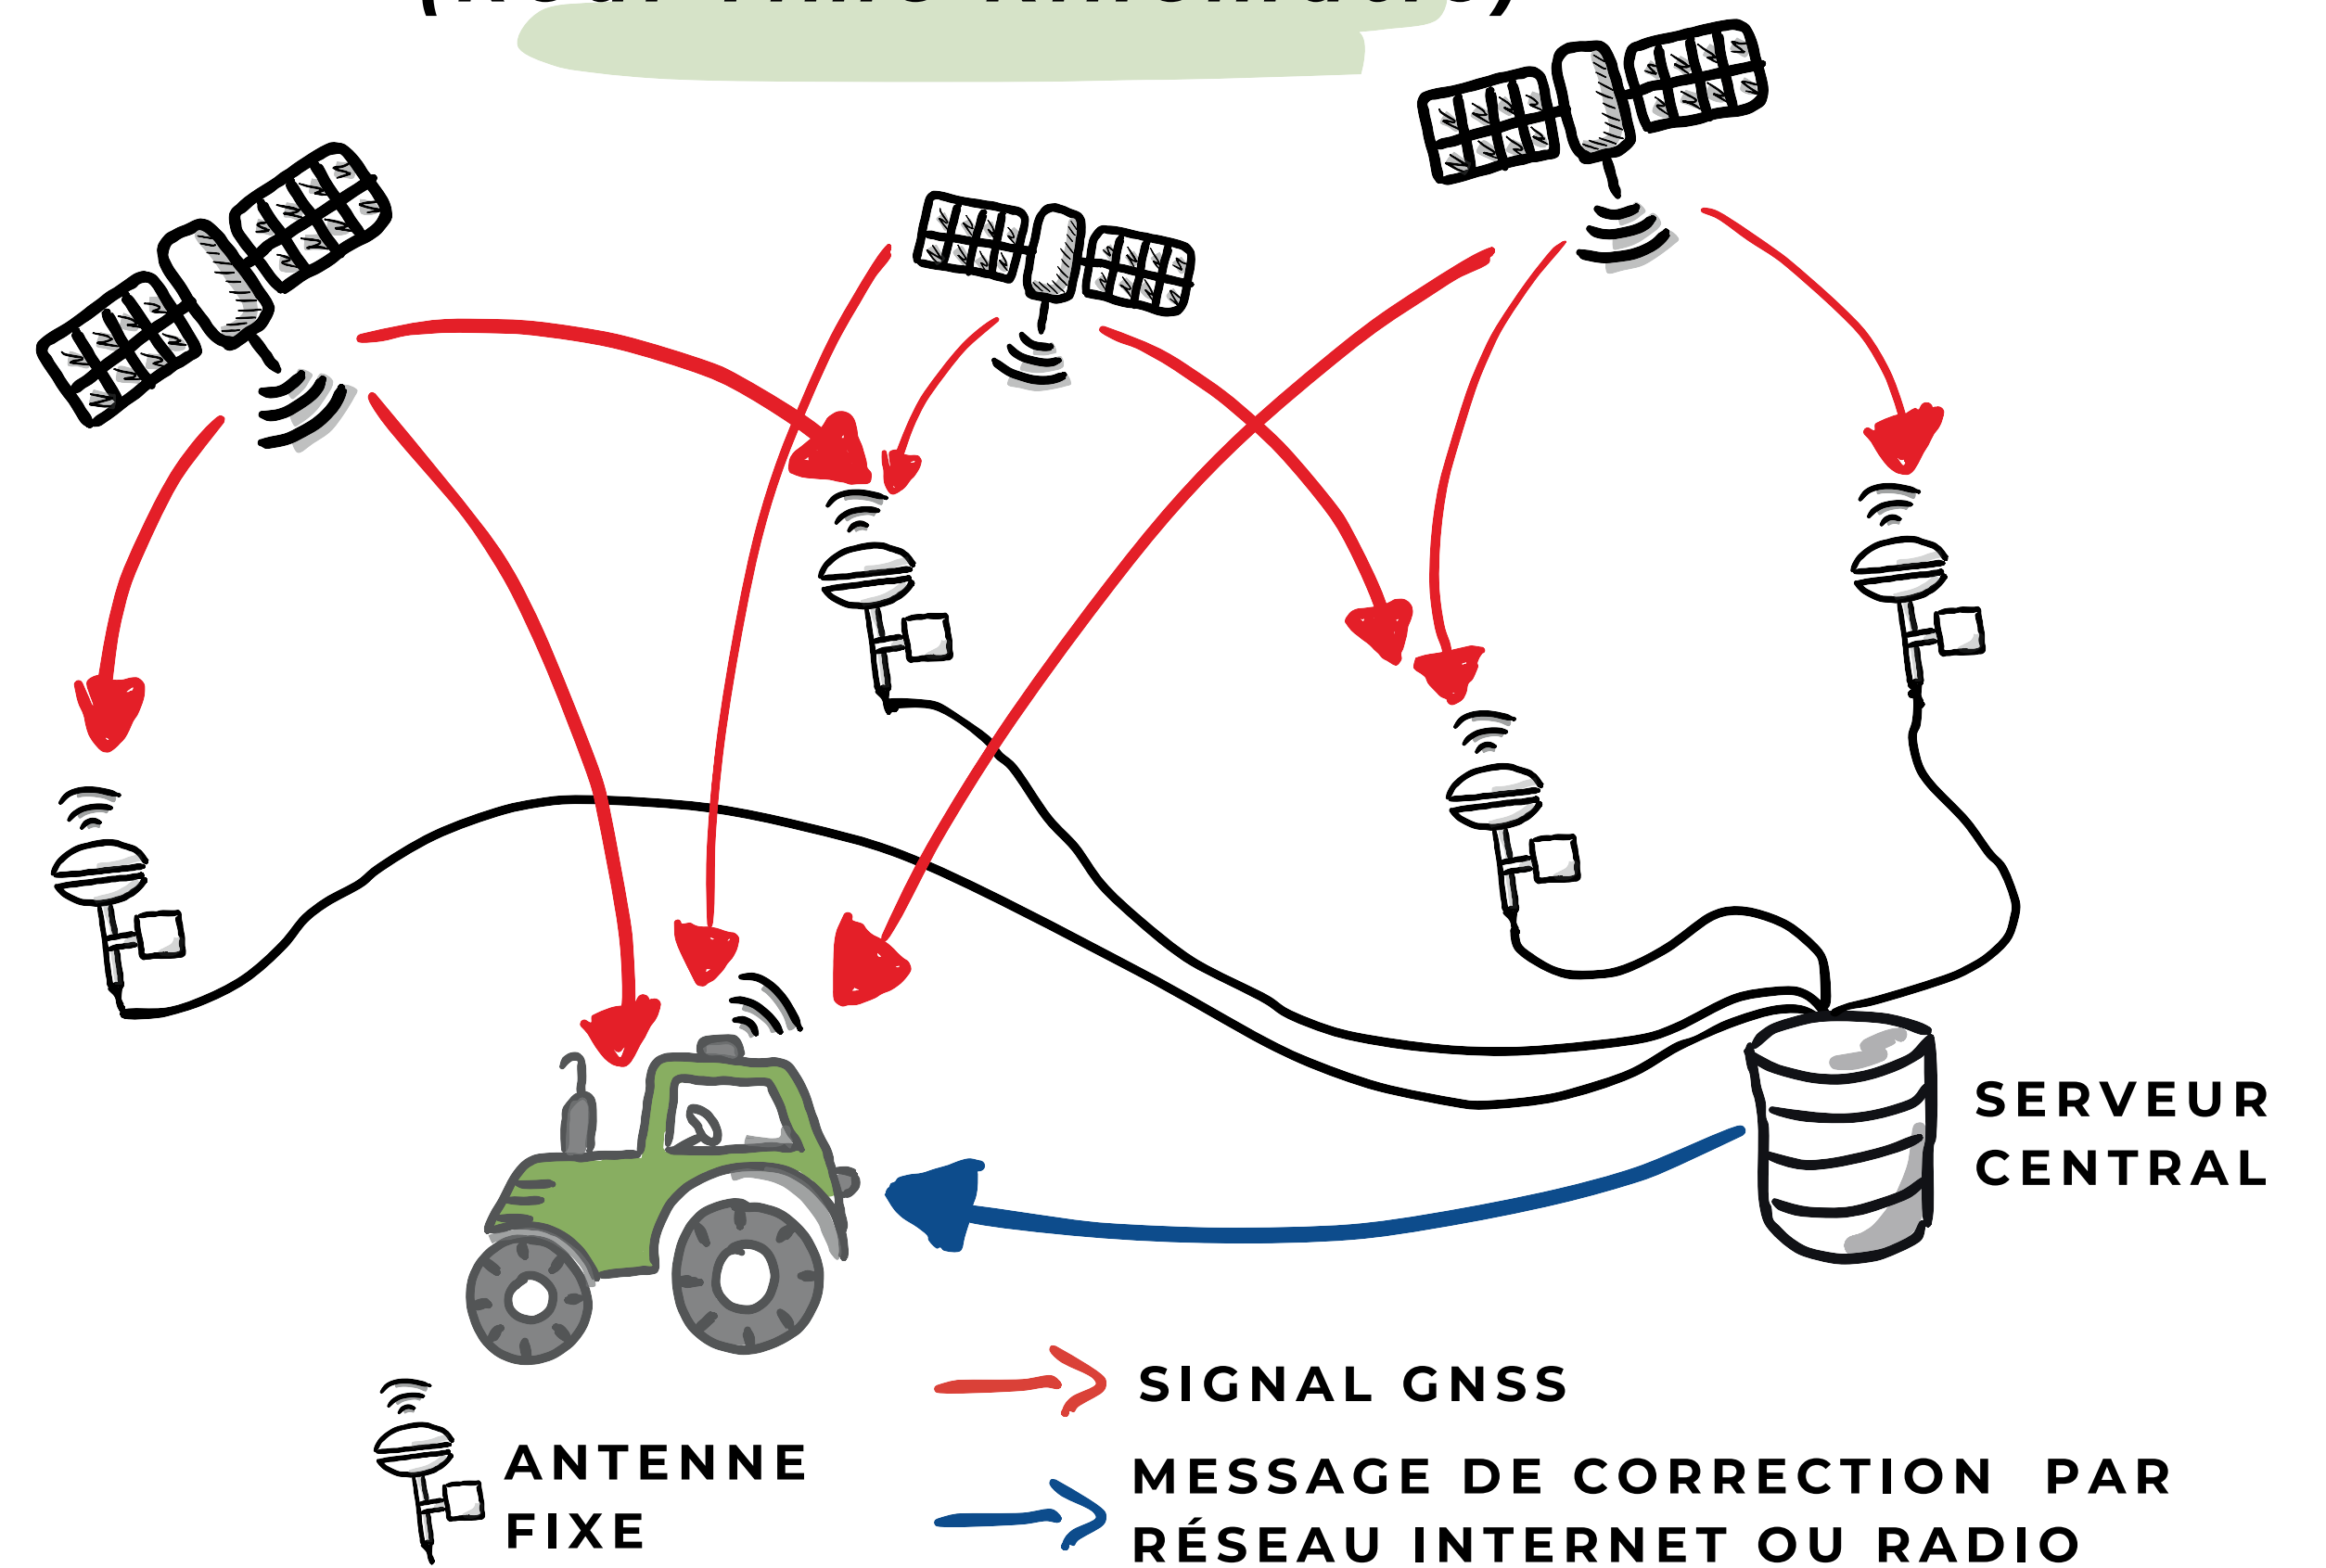 SERVEUR
CENTRAL
SIGNAL GNSS
ANTENNE
FIXE
MESSAGE DE CORRECTION PAR
RÉSEAU INTERNET OU RADIO